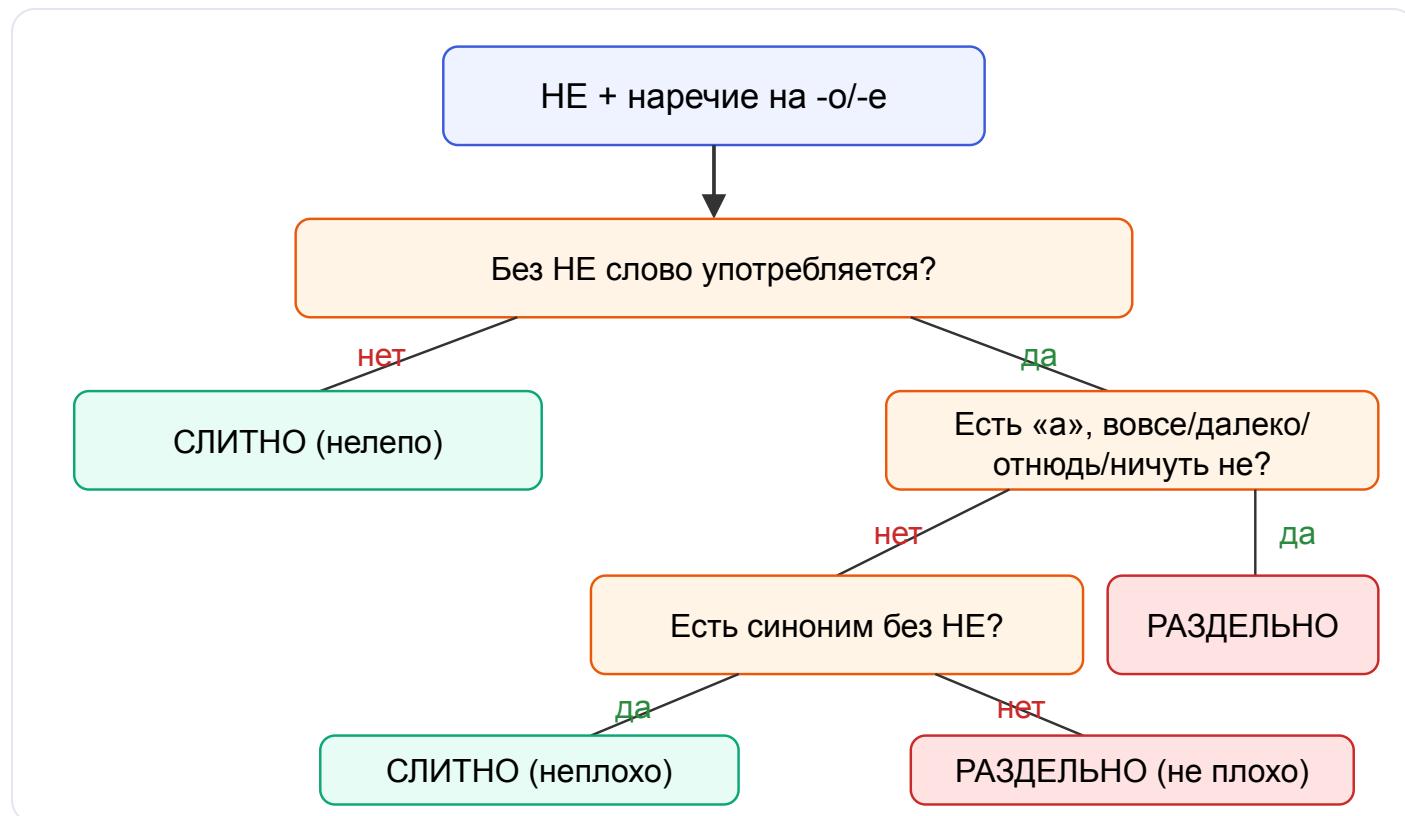 НЕ + наречие на -о/-е
Без НЕ слово употребляется?
нет
да
СЛИТНО (нелепо)
Есть «а», вовсе/далеко/
отнюдь/ничуть не?
нет
да
Есть синоним без НЕ?
РАЗДЕЛЬНО
да
нет
СЛИТНО (неплохо)
РАЗДЕЛЬНО (не плохо)